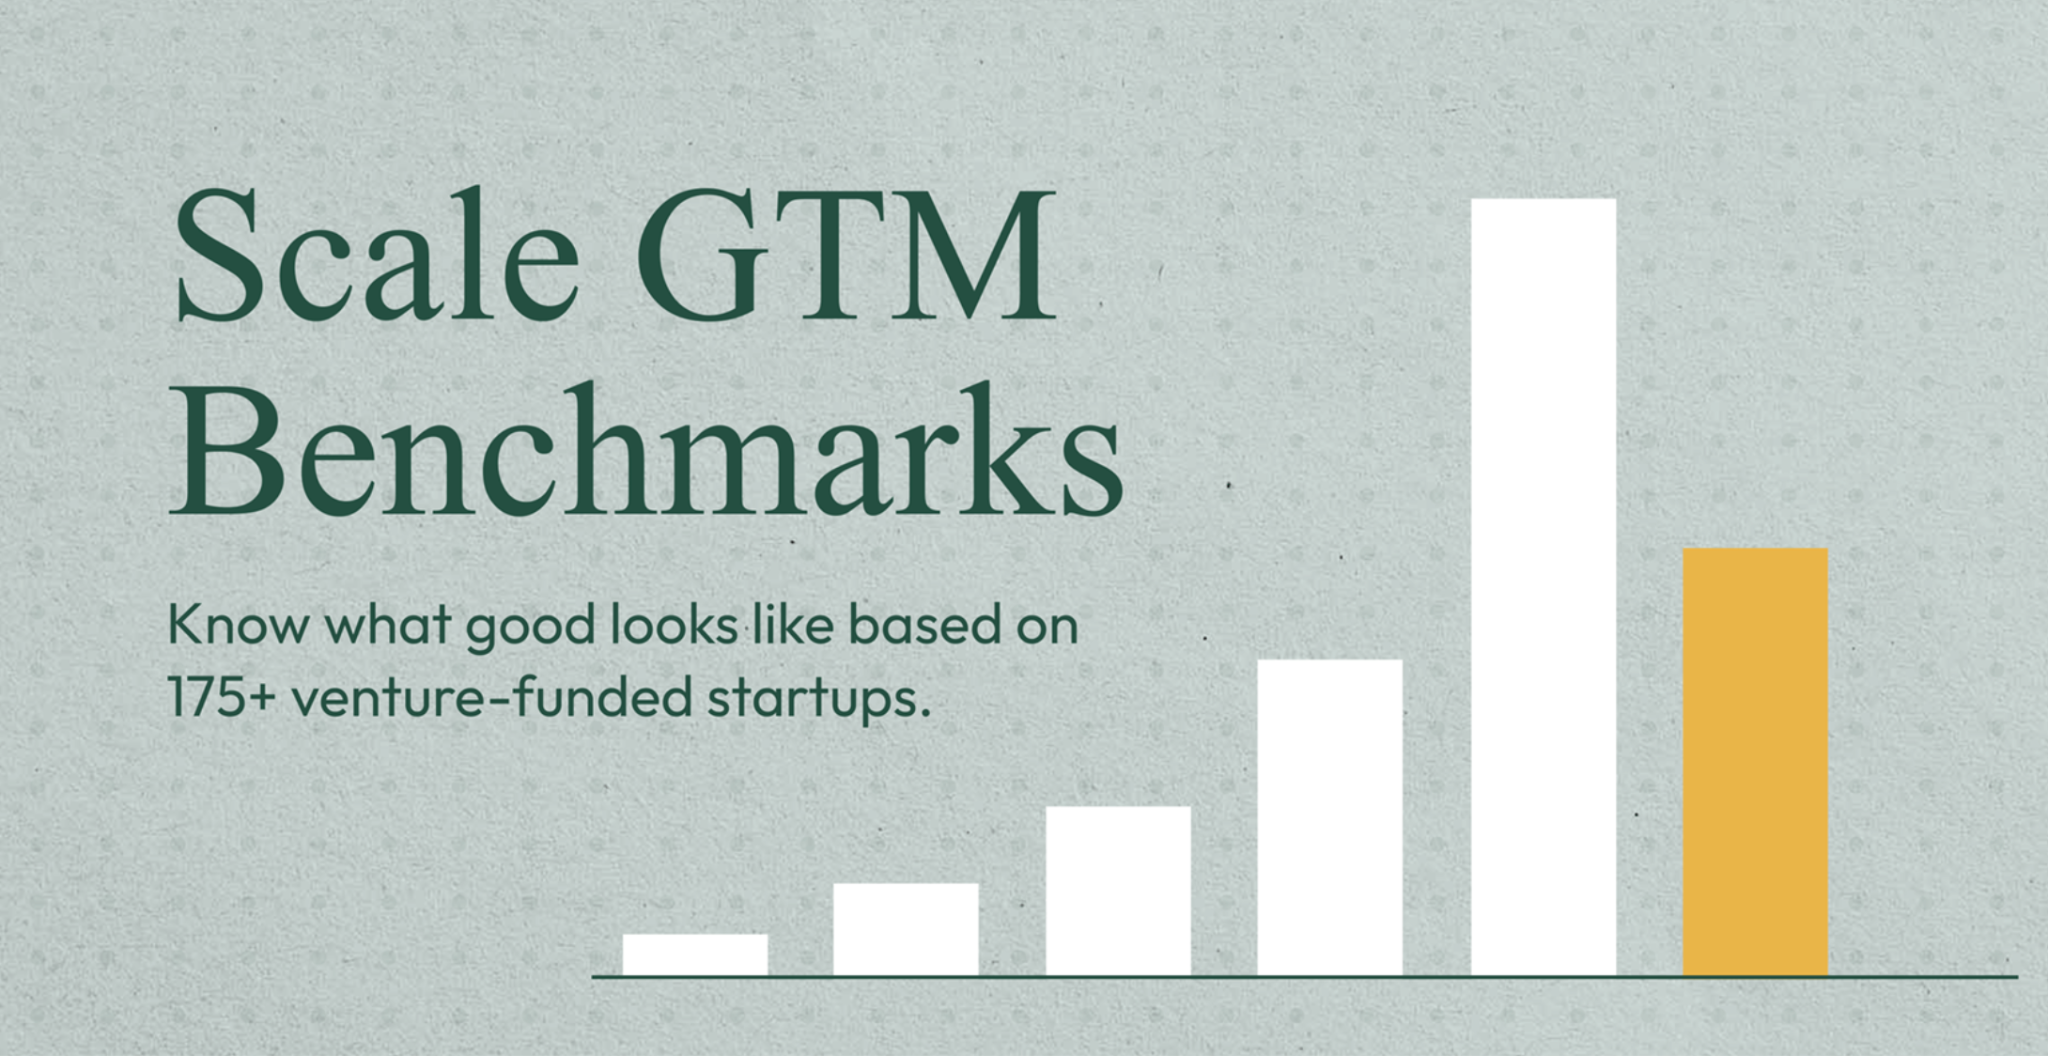 Scale GTM
Benchmarks
Know what good looks like based on
175+ venture-funded startups.